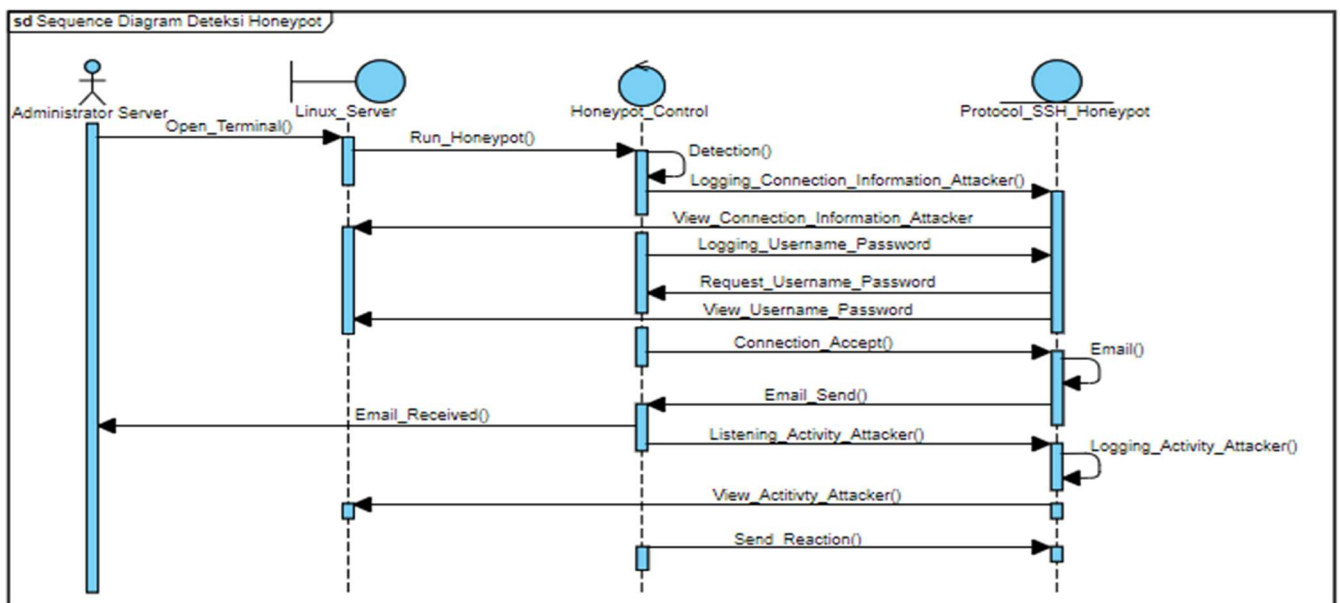 sd Sequence Diagram Deteksi Honeypot
Administrator Server
Linux_Server
Honeypot_Control
Protocol_SSH_Honeypot
Open_Terminal()
Run_Honeypot()
Detection()
Logging_Connection_Information_Attacker()
View_Connection_Information_Attacker
Logging_Username_Password
Request_Username_Password
View_Username_Password
Connection_Accept()
Email()
Email_Send()
Email_Received()
Listening_Activity_Attacker()
Logging_Activity_Attacker()
View_Actitivty_Attacker()
Send_Reaction()